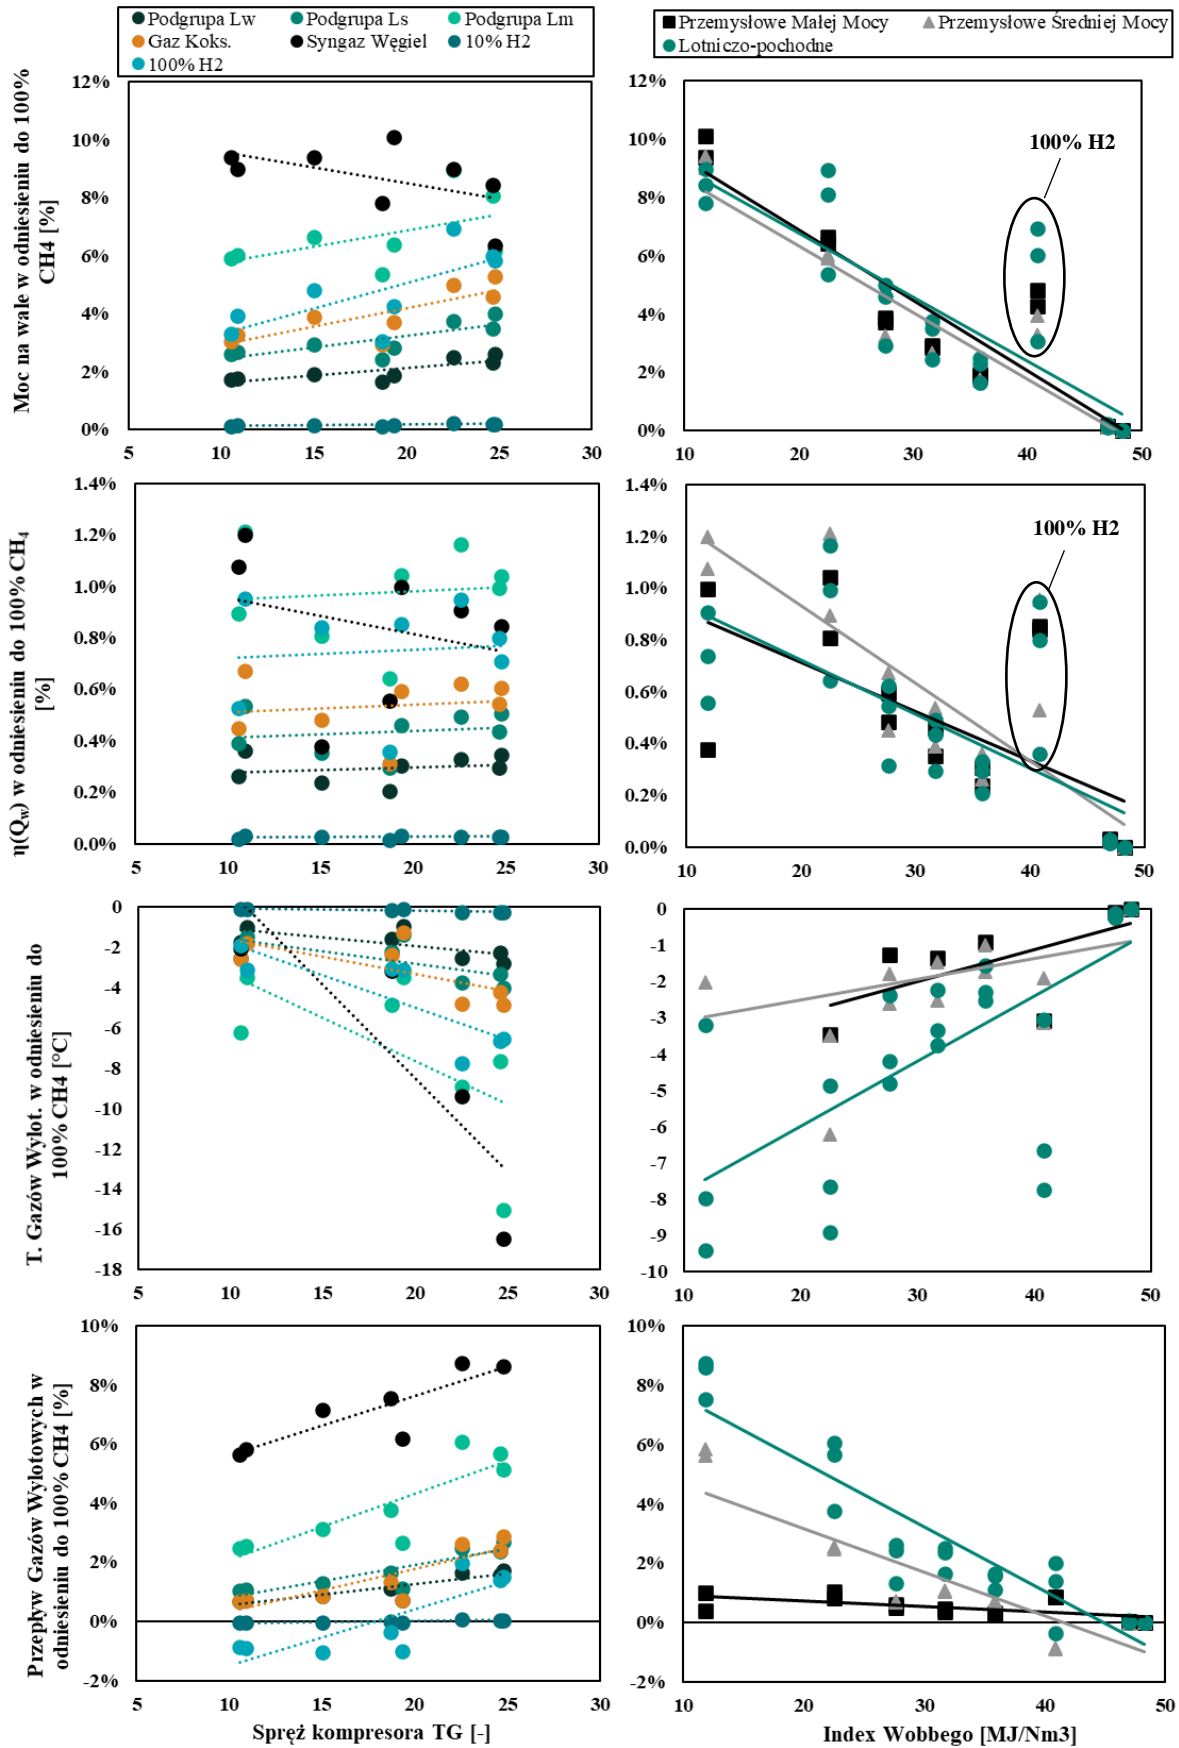 Podgrupa Lw Podgrupa Ls Podgrupa Lm
Gaz Koks. Syngaz Węgiel 10% H2
100% H2
Przemysłowe Małej Mocy Przemysłowe Średniej Mocy
Lotniczo-pochodne
Moc na wale w odniesieniu do 100%
CH4 [%]
12%
10%
8%
6%
4%
2%
0%
5 10 15 20 25 30
12%
10%
8%
6%
4%
2%
0%
10 20 30 40 50
100% H2
η(Qw) w odniesieniu do 100% CH4
[%]
1.4%
1.2%
1.0%
0.8%
0.6%
0.4%
0.2%
0.0%
5 10 15 20 25 30
1.4%
1.2%
1.0%
0.8%
0.6%
0.4%
0.2%
0.0%
10 20 30 40 50
100% H2
T. Gazów Wylot. w odniesieniu do
100% CH4 [°C]
0
-2
-4
-6
-8
-10
-12
-14
-16
-18
5 10 15 20 25 30
0
-1
-2
-3
-4
-5
-6
-7
-8
-9
-10
10 20 30 40 50
Przepływ Gazów Wylotowych w
odniesieniu do 100% CH4 [%]
10%
8%
6%
4%
2%
0%
-2%
5 10 15 20 25 30
Spręż kompresora TG [-]
10%
8%
6%
4%
2%
0%
-2%
10 20 30 40 50
Index Wobbego [MJ/Nm3]